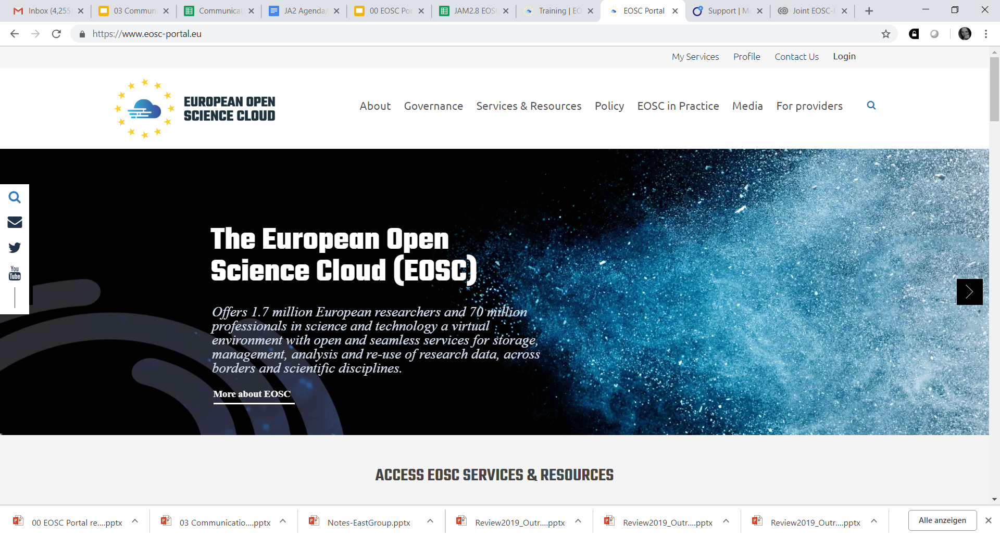 Inbox (4,255
03 Commun
Communicat
JA2 Agenda/
00 EOSC Por
JAM2.8 EOSC
Training | EO
EOSC Portal
Support | M
Joint EOSC-h
https://www.eosc-portal.eu
My Services Profile Contact Us Login
EUROPEAN OPEN
SCIENCE CLOUD
About Governance Services & Resources Policy EOSC in Practice Media For providers
You
Tube
The European Open
Science Cloud (EOSC)
Offers 1.7 million European researchers and 70 million
professionals in science and technology a virtual
environment with open and seamless services for storage,
management, analysis and re-use of research data, across
borders and scientific disciplines.
More about EOSC
ACCESS EOSC SERVICES & RESOURCES
00 EOSC Portal re....pptx
03 Communicatio....pptx
Notes-EastGroup.pptx
Review2019_Outr....pptx
Review2019_Outr....pptx
Review2019_Outr....pptx
Alle anzeigen